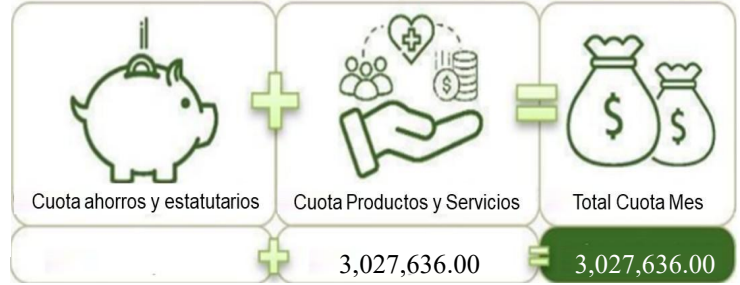 Cuota ahorros y estatutarios
Cuota Productos y Servicios
Total Cuota Mes
3,027,636.00
3,027,636.00